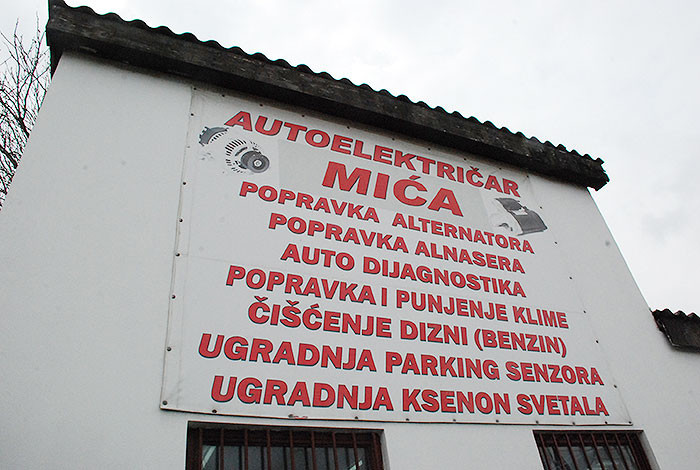 AUTOELEKTRIČAR
MIĆA
POPRAVKA ALTERNATORA
POPRAVKA ALNASERA
AUTO DIJAGNOSTIKA
POPRAVKA I PUNJENJE KLIME
ČIŠĆENJE DIZNI (BENZIN)
UGRADNJA PARKING SENZORA
UGRADNJA KSENON SVETALA